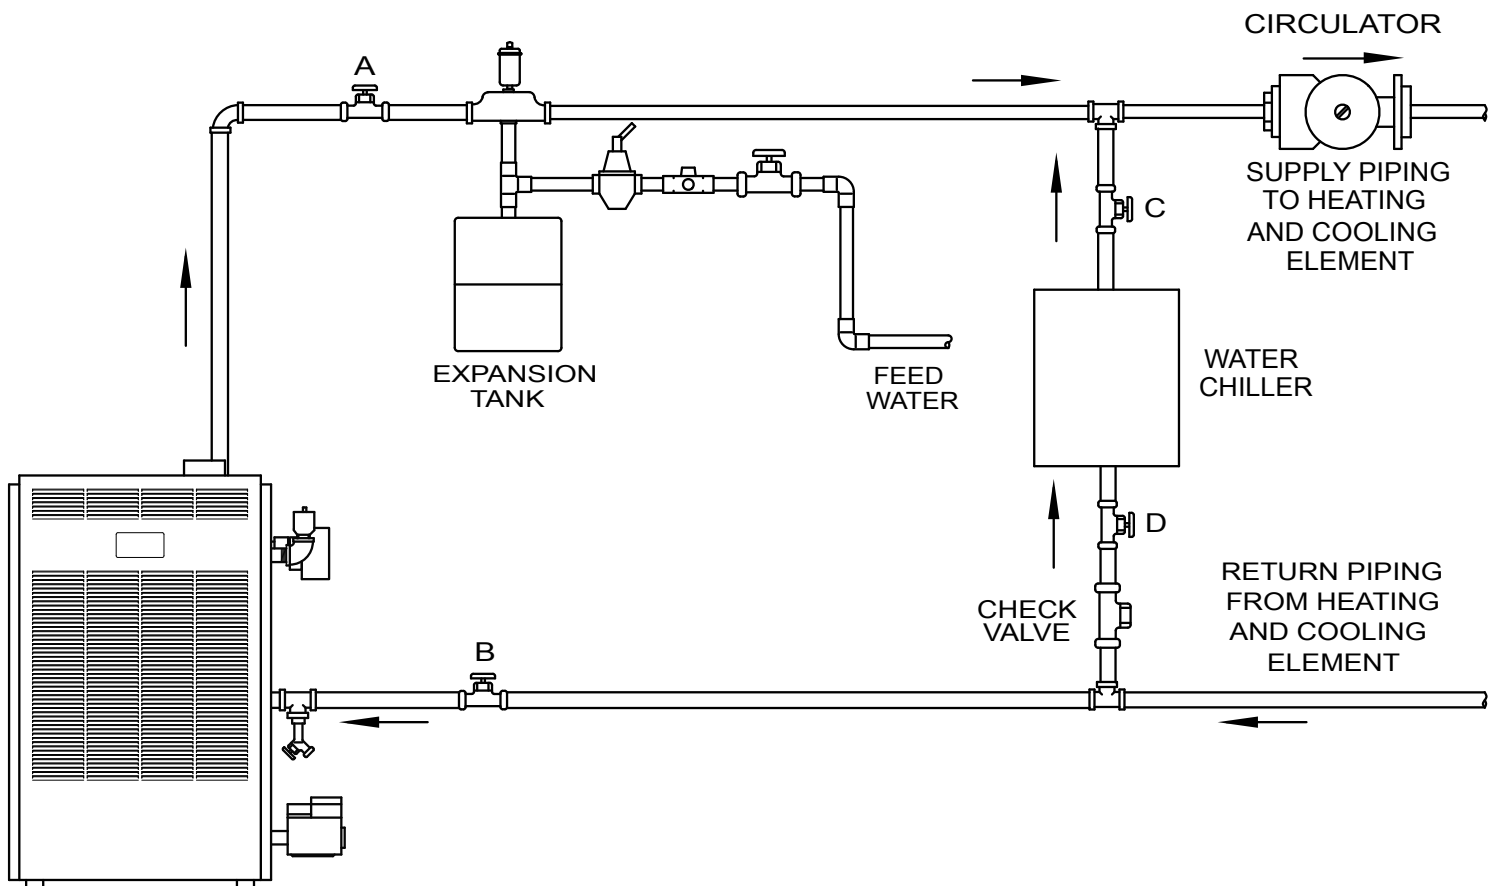 CIRCULATOR
A
SUPPLY PIPING
TO HEATING
AND COOLING
ELEMENT
C
EXPANSION
TANK
FEED
WATER
WATER
CHILLER
D
CHECK
VALVE
RETURN PIPING
FROM HEATING
AND COOLING
ELEMENT
B